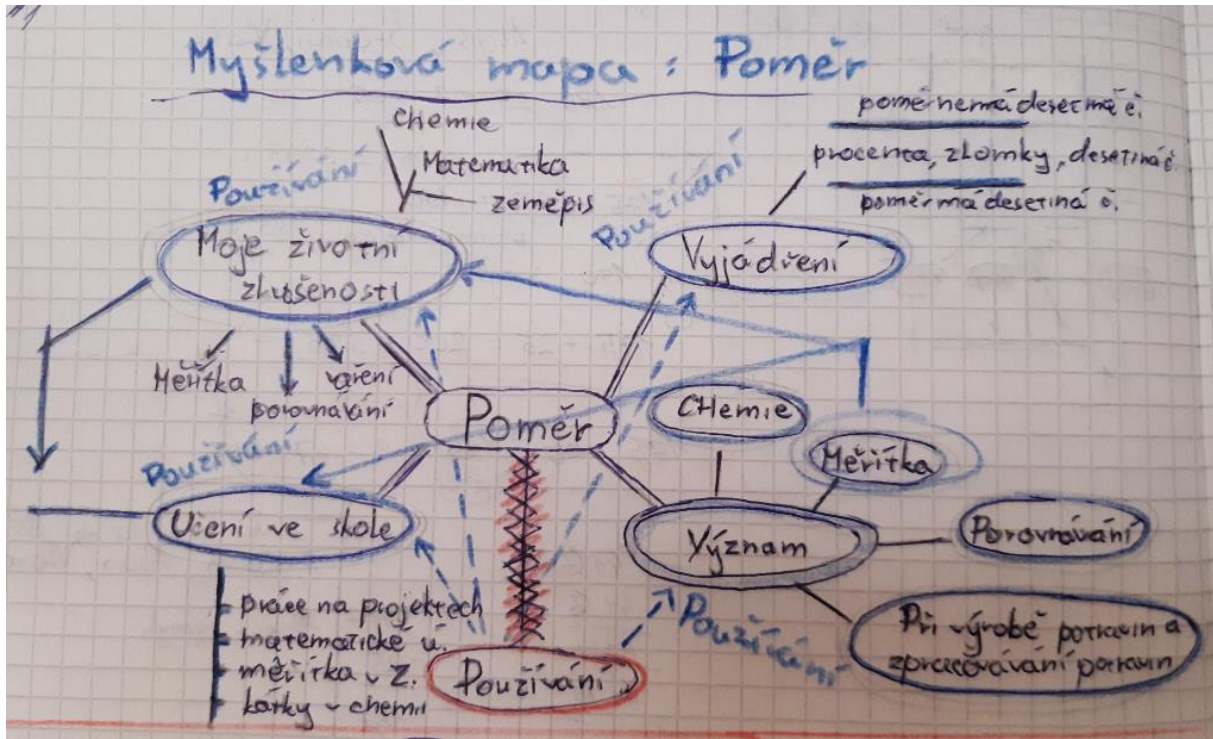 Myšlenková mapa : Poměr
Chemie
Matematika
zeměpis
Používání
Moje životní
zkušenosti
Měřítka
porovnávání
vaření
poměr nemá desetiná č.
procenta, zlomky, desetiná č.
poměr má desetiná č.
Používání
Vyjádření
Poměr
CHemie
Měřítka
Význam
Porovnávání
Při výrobě potravin a
zpracovávání potravin
Používání
Používání
Učení ve škole
práce na projektech
matematické ú.
měřítka v Z.
látky v chemii
Používání